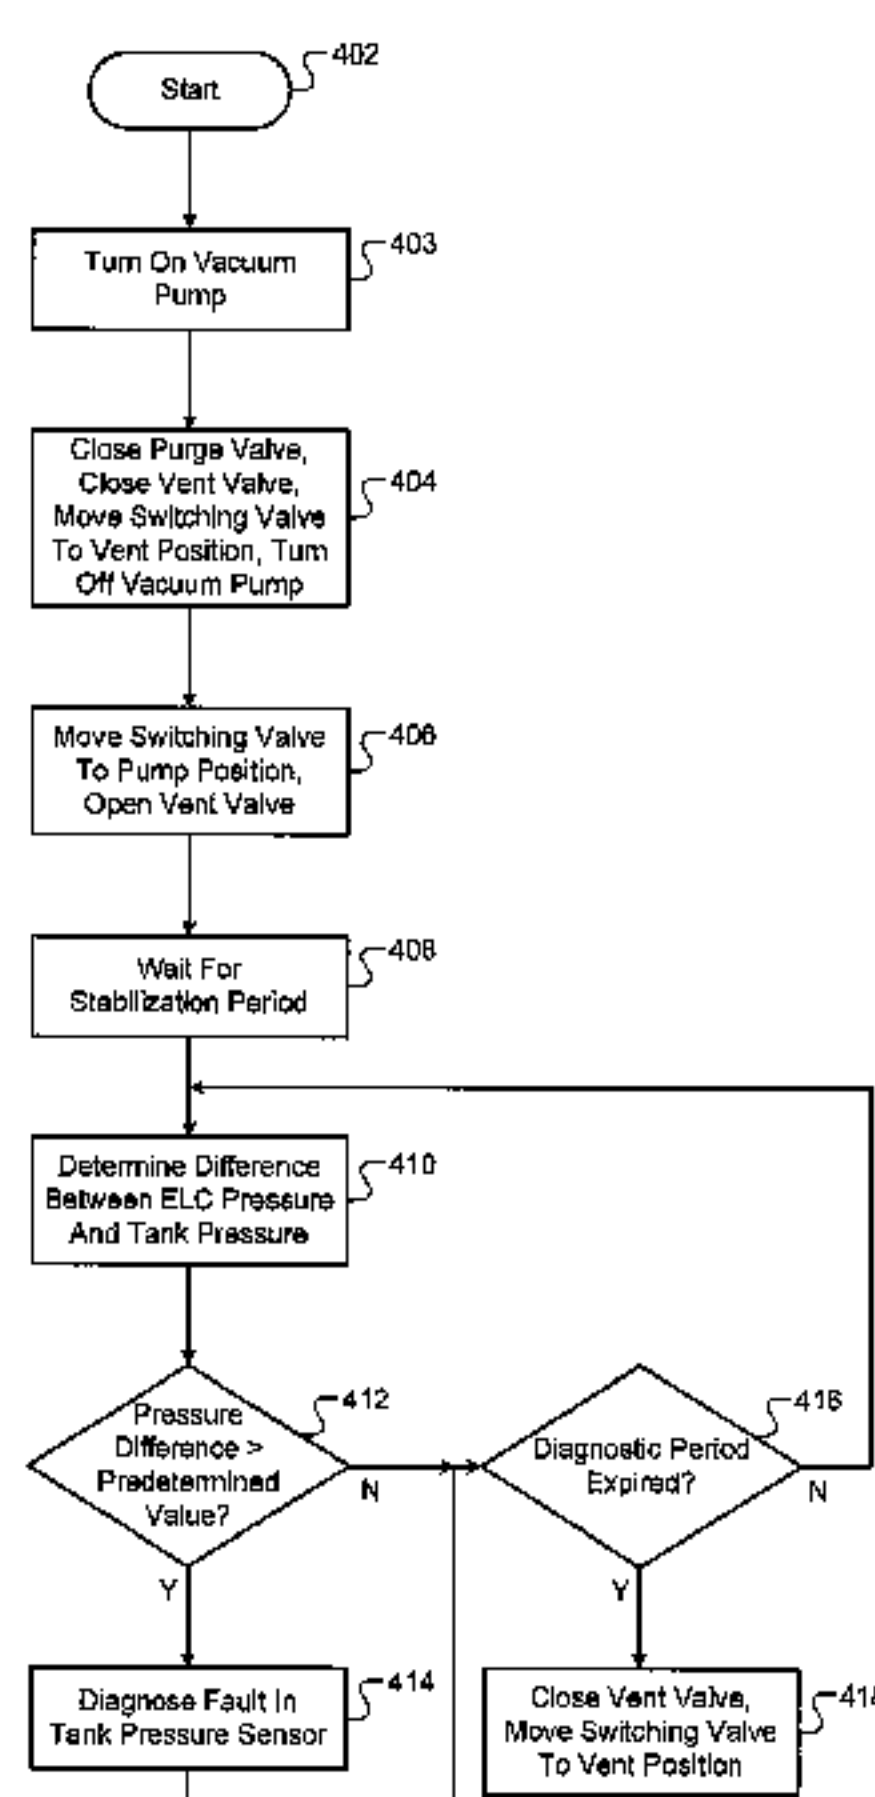 Start
402
Turn On Vacuum
Pump
403
Close Purge Valve,
Close Vent Valve,
Move Switching Valve
To Vent Position, Turn
Off Vacuum Pump
404
Move Switching Valve
To Pump Position,
Open Vent Valve
406
Wait For
Stabilization Period
408
Determine Difference
Between ELC Pressure
And Tank Pressure
410
Pressure
Difference >
Predetermined
Value?
412
N
Y
Diagnostic Period
Expired?
416
N
Y
Diagnose Fault In
Tank Pressure Sensor
414
Close Vent Valve,
Move Switching Valve
To Vent Position